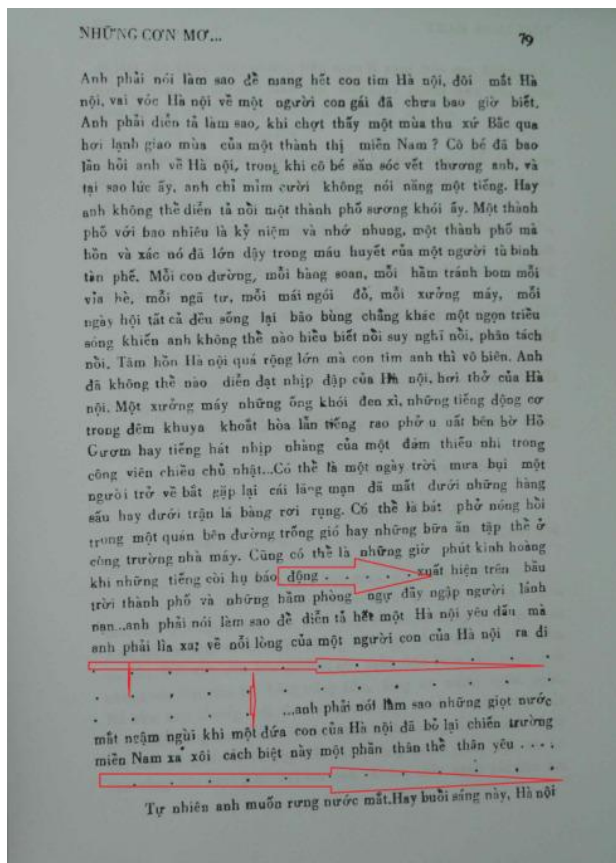 NHỮNG CƠN MƠ... 79
Anh phải nói làm sao để mang hết con tim Hà nội, đôi mắt Hà
nội, vai vóc Hà nội về một người con gái đã chưa bao giờ biết.
Anh phải diễn tả làm sao, khi chợt thấy một mùa thu xứ Bắc qua
hơi lạnh giao mùa của một thành thị miền Nam ? Cô bé đã bao
lần hỏi anh về Hà nội, trong khi cô bé săn sóc vết thương anh, và
tại sao lúc ấy, anh chỉ mỉm cười không nói năng một tiếng. Hay
anh không thể diễn tả nổi một thành phố sương khói ấy. Một thành
phố với bao nhiêu là kỷ niệm và nhớ nhung, một thành phố mà
hồn và xác nó đã lớn dậy trong máu huyết của một người tù binh
tàn phế. Mỗi con đường, mỗi hàng soan, mỗi hầm tránh bom mỗi
vỉa hè, mỗi ngã tư, mỗi mái ngói đỏ, mỗi xưởng máy, mỗi
ngày hội tất cả đều sống lại bão bùng chẳng khác một ngọn triều
sóng khiến anh không thể nào hiểu biết nổi suy nghĩ nổi, phân tách
nổi. Tâm hồn Hà nội quá rộng lớn mà con tim anh thì vô biên. Anh
đã không thể nào diễn đạt nhịp đập của Hà nội, hơi thở của Hà
nội. Một xưởng máy những ống khói đen xì, những tiếng động cơ
trong đêm khuya khoắt hòa lẫn tiếng rao phở u uất bên bờ Hồ
Gươm hay tiếng hát nhịp nhàng của một đám thiếu nhi trong
công viên chiều chủ nhật...Có thể là một ngày trời mưa bụi một
người trở về bắt gặp lại cái lãng mạn đã mất dưới những hàng
sấu hay dưới trận lá bàng rơi rụng. Có thể là bát phở nóng hổi
trong một quán bên đường trống gió hay những bữa ăn tập thể ở
công trường nhà máy. Cũng có thể là những giờ phút kinh hoàng
khi những tiếng còi hụ báo động . . . . . . xuất hiện trên bầu
trời thành phố và những hầm phòng ngự đầy ngập người lánh
nạn...anh phải nói làm sao để diễn tả hết một Hà nội yêu dấu mà
anh phải lìa xa; về nỗi lòng của một người con của Hà nội ra đi
. . . . . . . . . . . .
. . . . . . . . . . . .
. . . . . ...anh phải nói làm sao những giọt nước
mắt ngậm ngùi khi một đứa con của Hà nội đã bỏ lại chiến trường
miền Nam xa xôi cách biệt này một phần thân thể thân yêu . . . .
. . . . . . . . . . . .
Tự nhiên anh muốn rưng nước mắt.Hay buổi sáng này, Hà nội